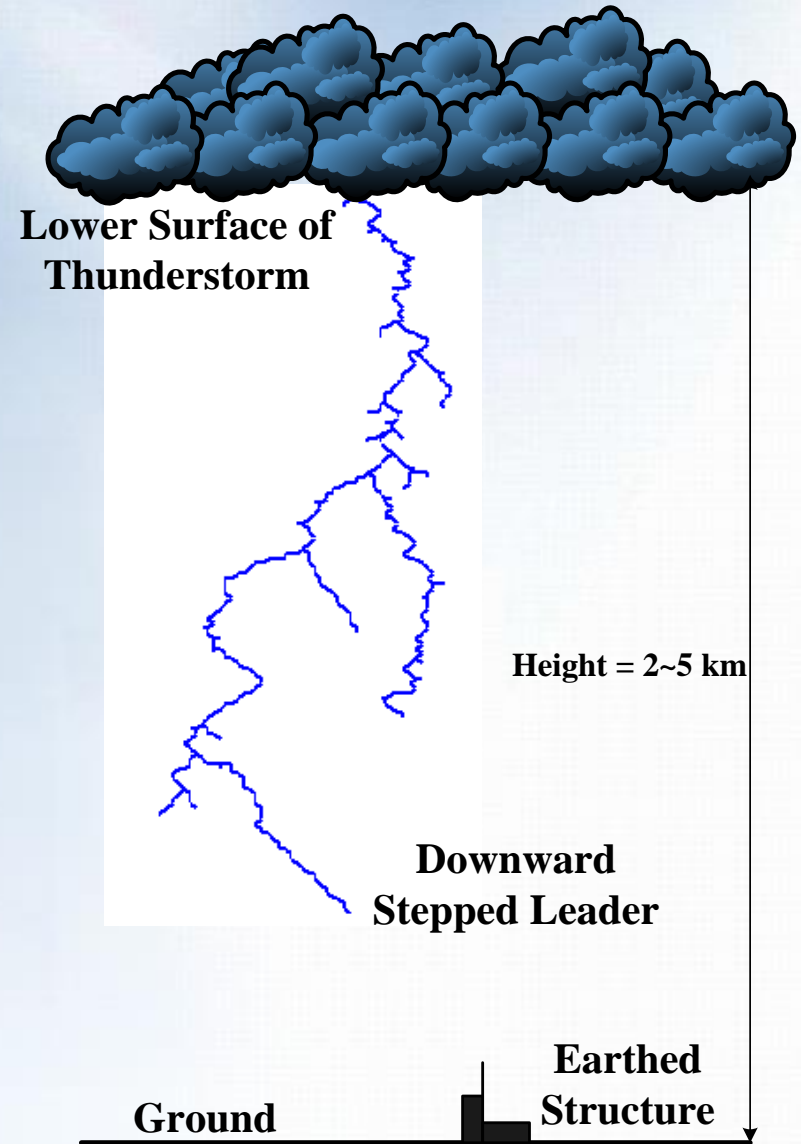 Lower Surface of
Thunderstorm
Height = 2~5 km
Downward
Stepped Leader
Earthed
Structure
Ground